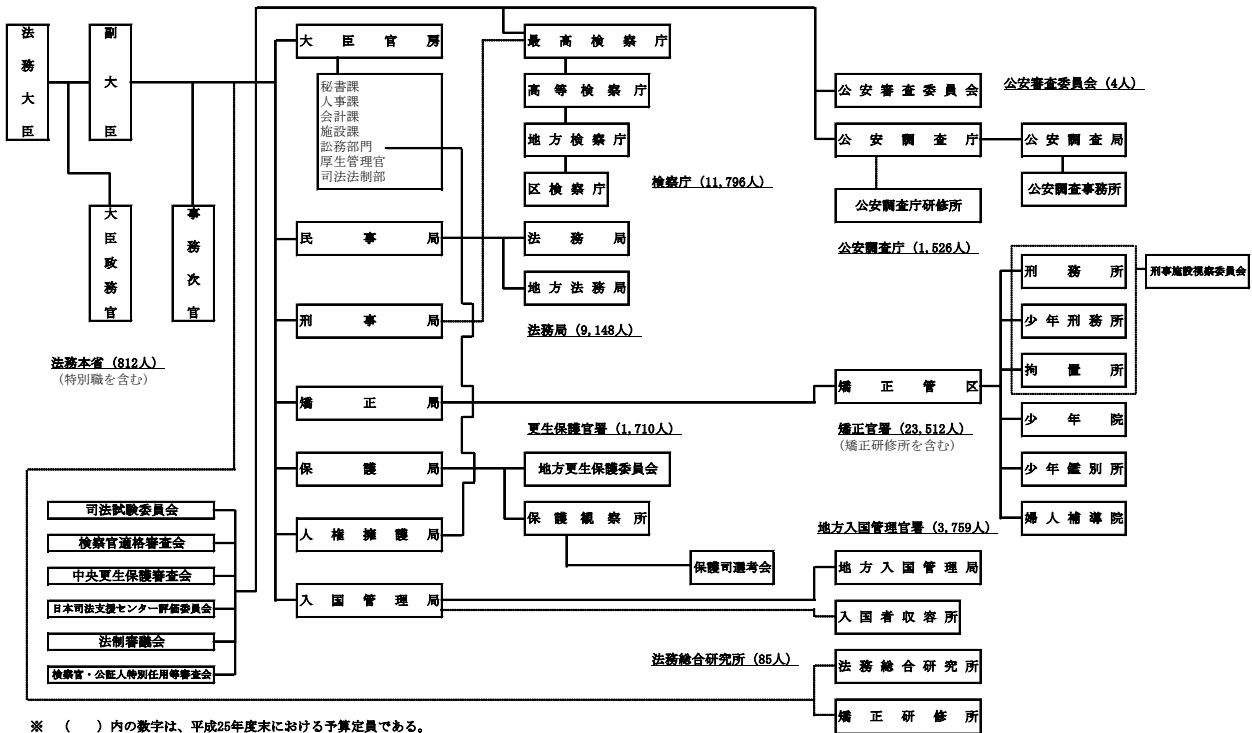 法務大臣
副大臣
大臣政務官
事務次官
法務本省 (812人)
(特別職を含む)
大臣官房
秘書課
人事課
会計課
施設課
訟務部門
厚生管理官
司法法制部
民事局
刑事局
矯正局
保護局
人権擁護局
入国管理局
最高検察庁
高等検察庁
地方検察庁
区検察庁
検察庁 (11,796人)
法務局
地方法務局
法務局 (9,148人)
更生保護官署 (1,710人)
地方更生保護委員会
保護観察所
保護司選考会
公安審査委員会
公安審査委員会 (4人)
公安調査庁
公安調査局
公安調査庁研修所
公安調査事務所
公安調査庁 (1,526人)
矯正管区
矯正官署 (23,512人)
(矯正研修所を含む)
刑務所
少年刑務所
拘置所
刑事施設視察委員会
少年院
少年鑑別所
婦人補導院
地方入国管理官署 (3,759人)
地方入国管理局
入国者収容所
法務総合研究所 (85人)
法務総合研究所
矯正研修所
司法試験委員会
検察官適格審査会
中央更生保護審査会
日本司法支援センター評価委員会
法制審議会
検察官・公証人特別任用等審査会
※ ( )内の数字は、平成25年度末における予算定員である。